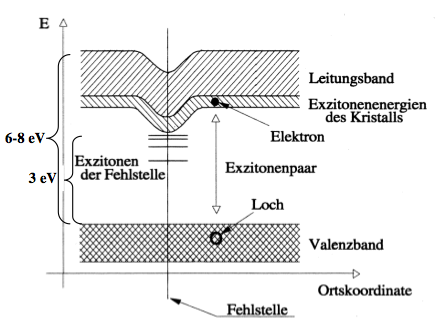 E
Leitungsband
Exzitonenenergien
des Kristalls
6-8 eV
Elektron
Exzitonen
der Fehlstelle
3 eV
Exzitonenpaar
Loch
Valenzband
Ortskoordinate
Fehlstelle